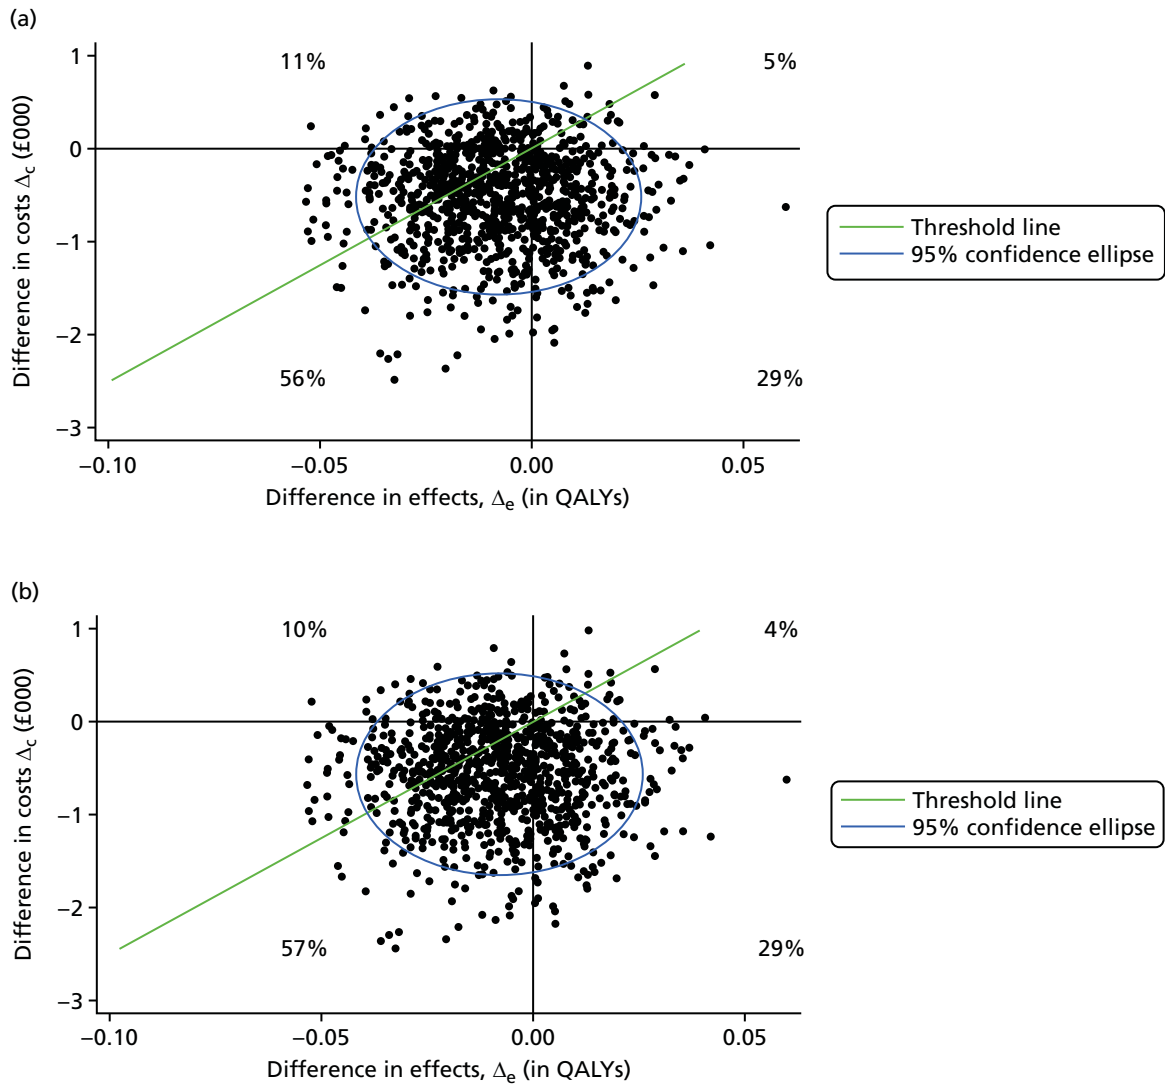 (a)
1
0
−1
−2
−3
Difference in costs Δc (£000)
11%
5%
56%
29%
−0.10
−0.05
0.00
0.05
Difference in effects, Δe (in QALYs)
Threshold line
95% confidence ellipse
(b)
1
0
−1
−2
−3
Difference in costs Δc (£000)
10%
4%
57%
29%
−0.10
−0.05
0.00
0.05
Difference in effects, Δe (in QALYs)
Threshold line
95% confidence ellipse